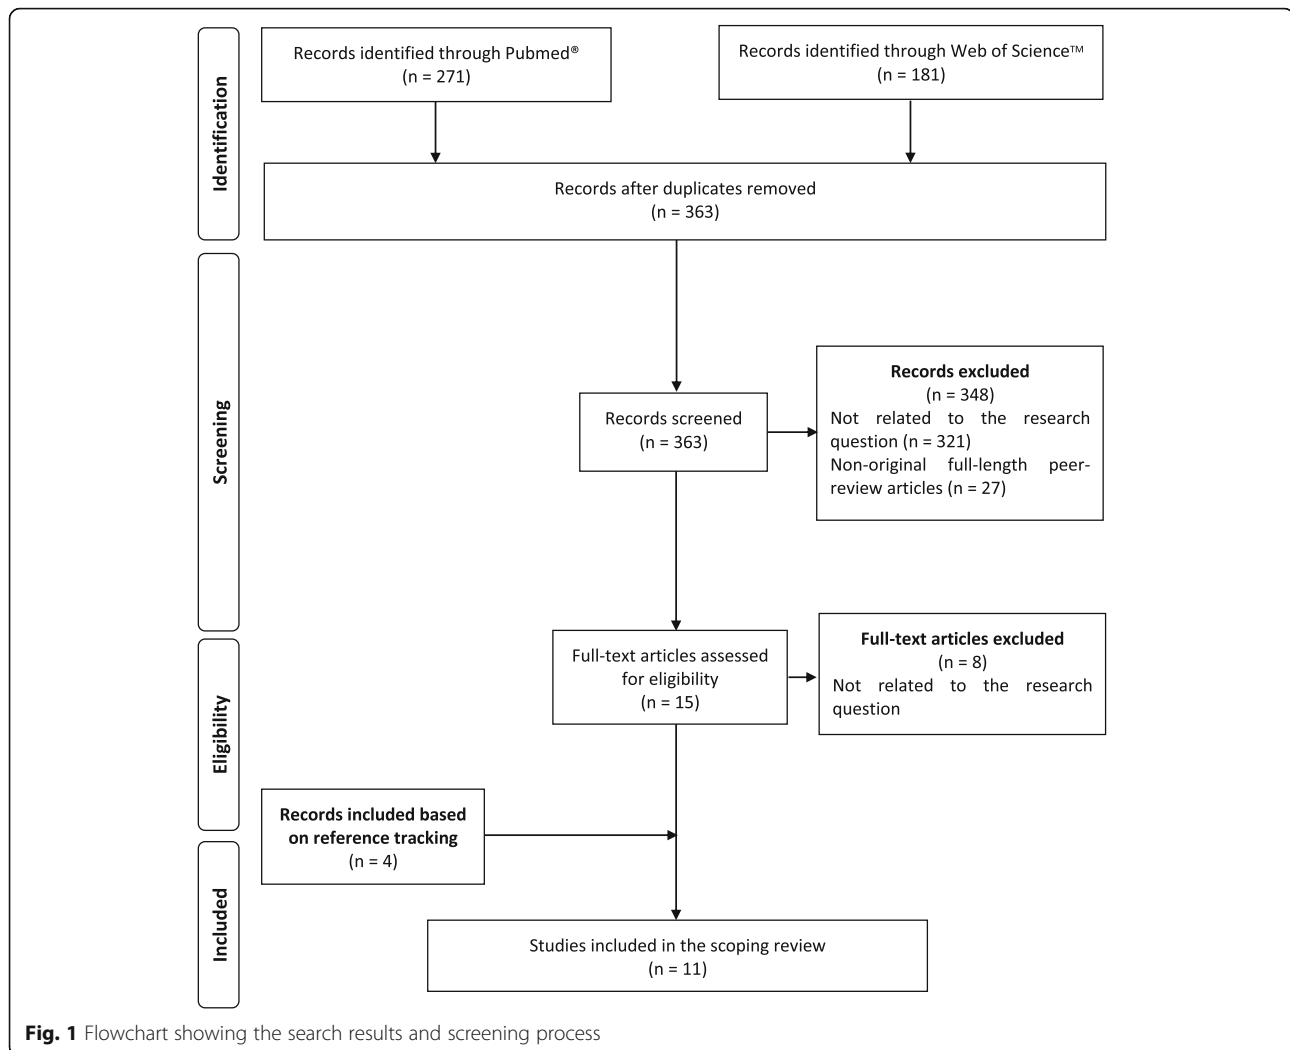 Identification
Records identified through Pubmed®
(n = 271)
Records identified through Web of Science™
(n = 181)
Records after duplicates removed
(n = 363)
Screening
Records screened
(n = 363)
Records excluded
(n = 348)
Not related to the research
question (n = 321)
Non-original full-length peer-
review articles (n = 27)
Eligibility
Full-text articles assessed
for eligibility
(n = 15)
Full-text articles excluded
(n = 8)
Not related to the research
question
Records included based
on reference tracking
(n = 4)
Included
Studies included in the scoping review
(n = 11)
Fig. 1 Flowchart showing the search results and screening process